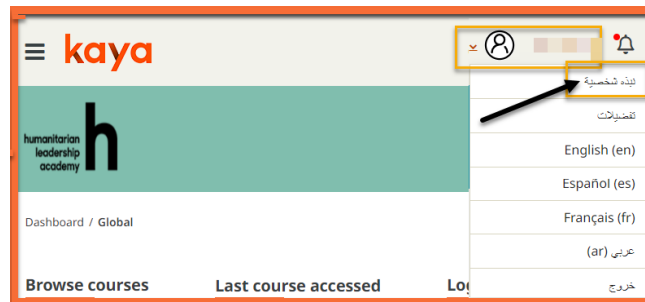 kaya
نبذه شخصية
humanitarian
leadership
academy
h
تفضيلات
English (en)
Español (es)
Français (fr)
عربي (ar)
خروج
Dashboard / Global
Browse courses
Last course accessed